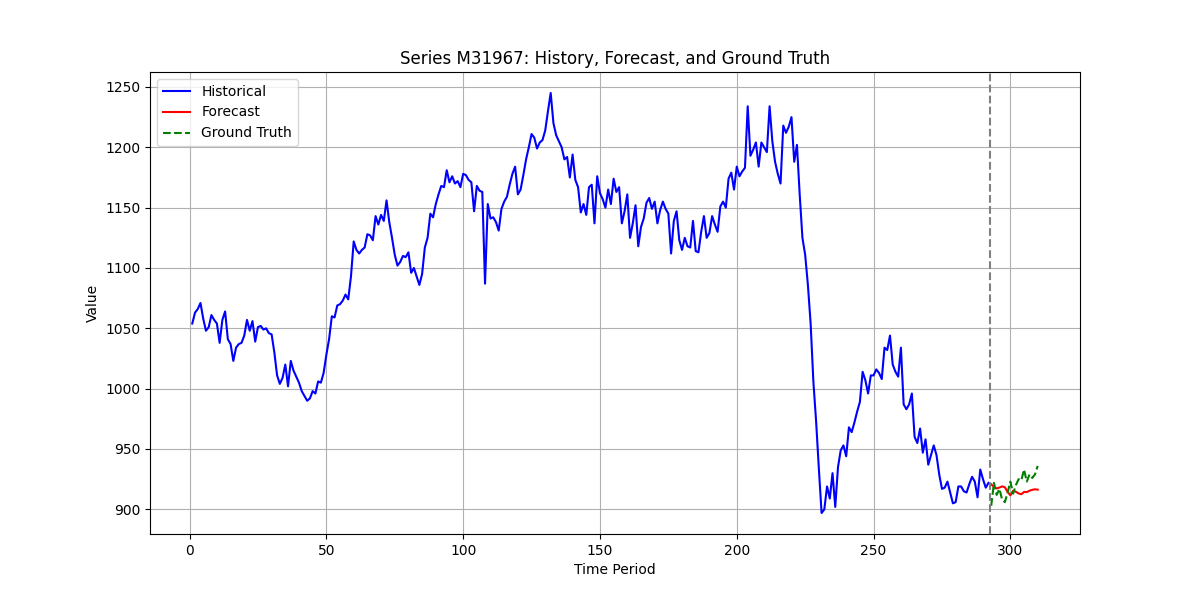 Series M31967: History, Forecast, and Ground Truth
Historical
Forecast
Ground Truth
1250
1200
1150
1100
1050
1000
950
900
Value
0 50 100 150 200 250 300
Time Period